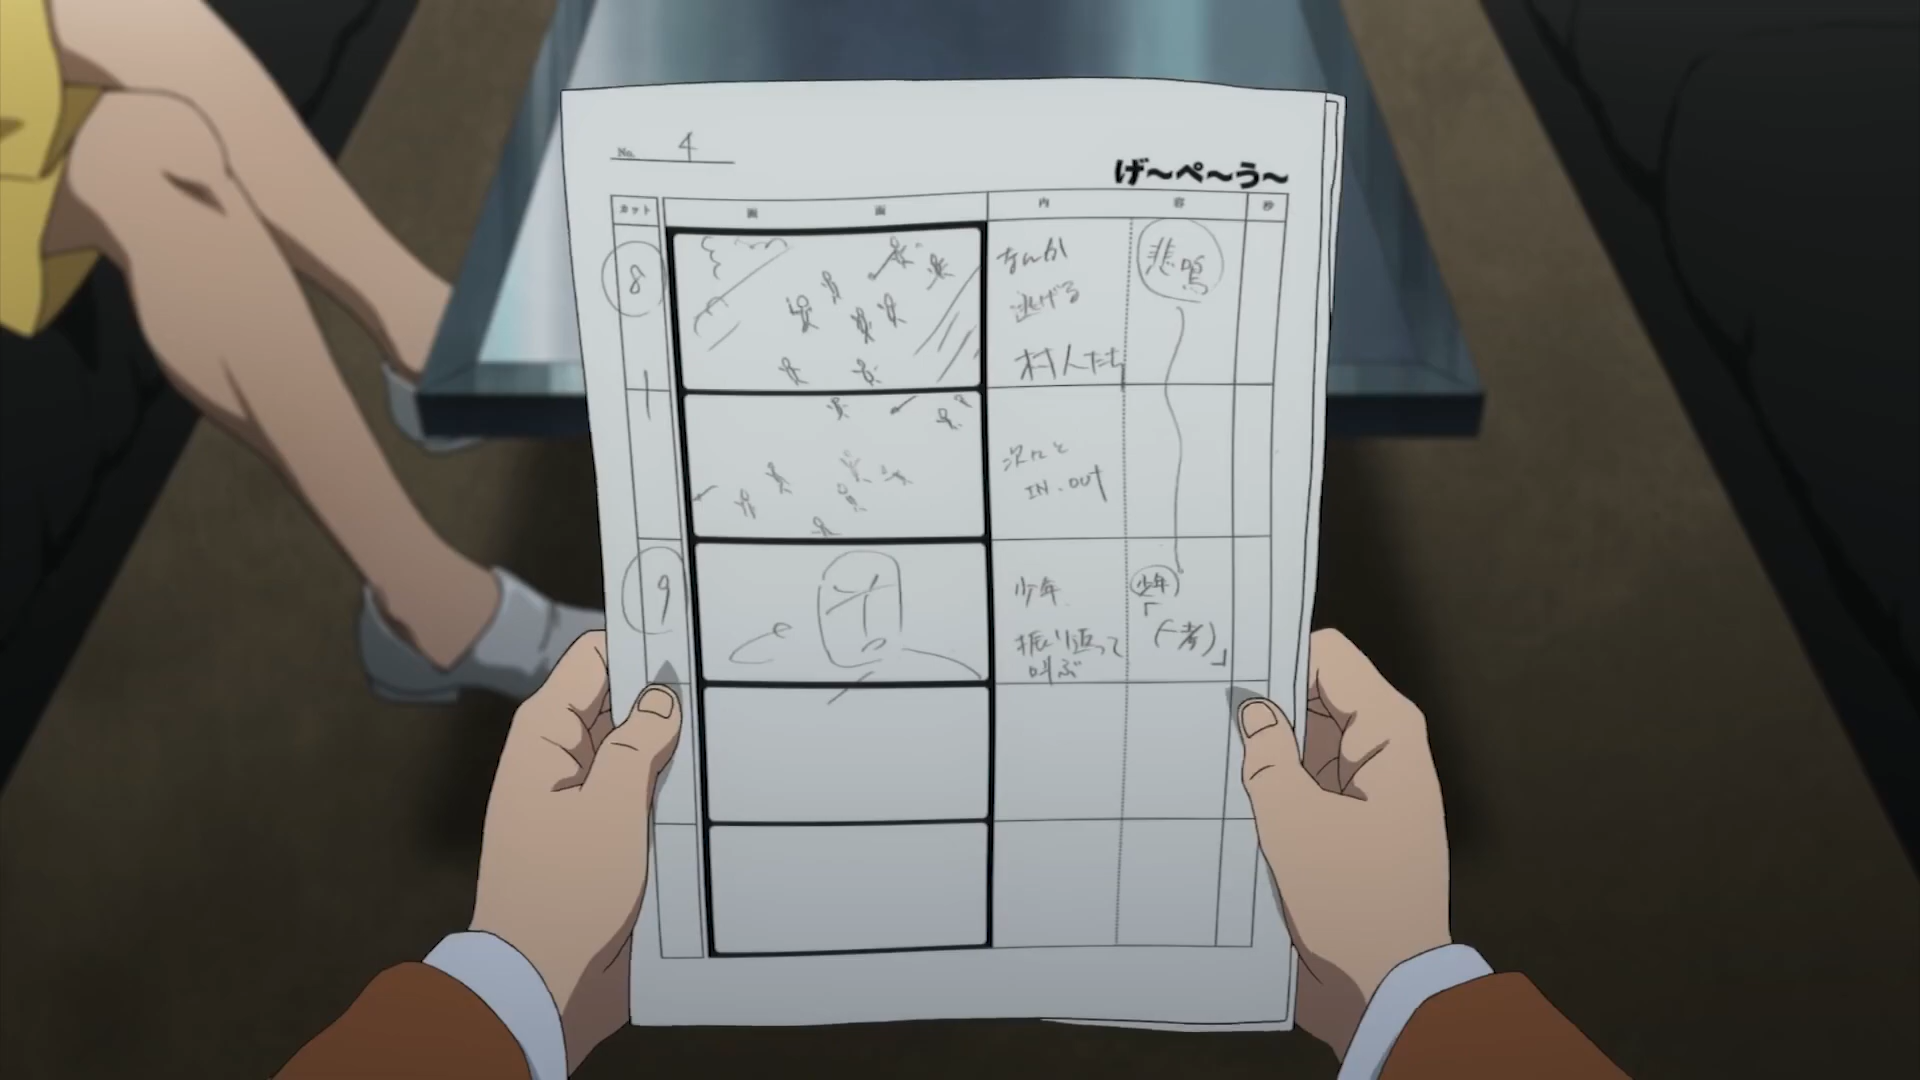 No. 4
げ〜ぺ〜う〜
カット 画 面 内 容 秒
8
なんか
逃げる
村人たち
悲鳴
次々と
IN.OUT
9
少年
振り返って
叫ぶ
少年
「
(一考)」